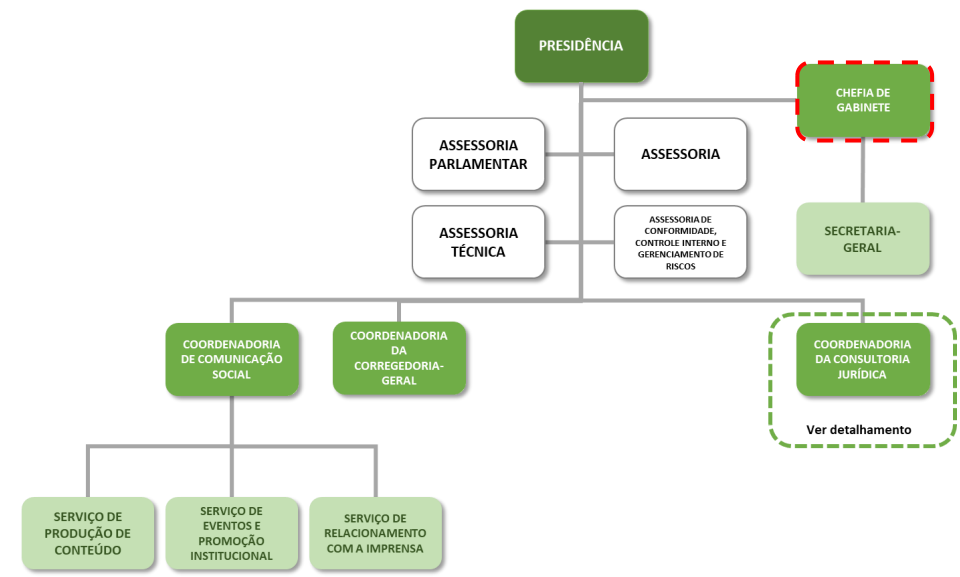 PRESIDÊNCIA
CHEFIA DE
GABINETE
ASSESSORIA
PARLAMENTAR
ASSESSORIA
ASSESSORIA
TÉCNICA
ASSESSORIA DE
CONFORMIDADE,
CONTROLE INTERNO E
GERENCIAMENTO DE
RISCOS
SECRETARIA-
GERAL
COORDENADORIA
DE COMUNICAÇÃO
SOCIAL
COORDENADORIA
DA
CORREGEDORIA-
GERAL
COORDENADORIA
DA CONSULTORIA
JURÍDICA
Ver detalhamento
SERVIÇO DE
PRODUÇÃO DE
CONTEÚDO
SERVIÇO DE
EVENTOS E
PROMOÇÃO
INSTITUCIONAL
SERVIÇO DE
RELACIONAMENTO
COM A IMPRENSA